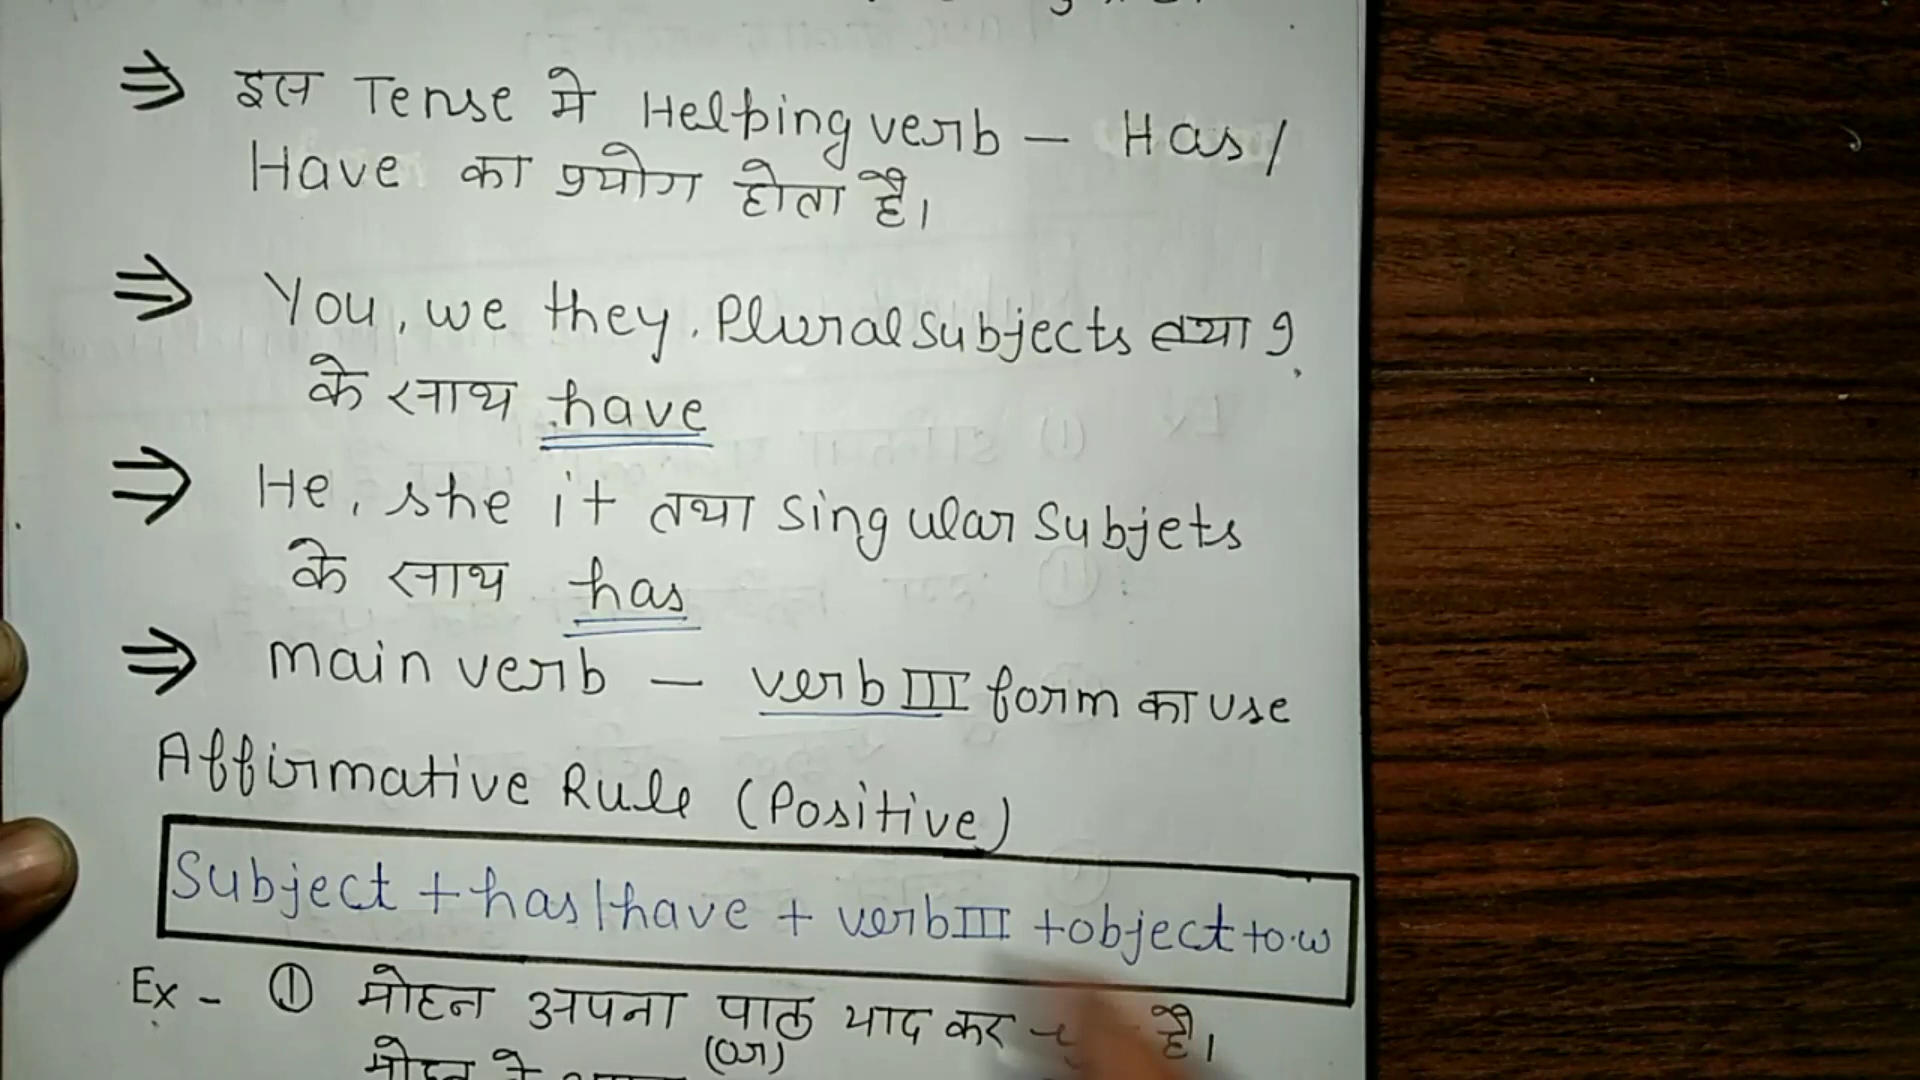 ⇒ इस Tense मे Helping verb – Has/
Have का प्रयोग होता है।
⇒ You, we they, Plural subjects तथा I
के साथ have
⇒ He, she it तथा singular subjets
के साथ has
⇒ main verb – verb III form का use
Affirmative Rule (Positive)
Subject + has/have + verb III + object + o.w
Ex - ① मोहन अपना पाठ याद कर है।
(or)
मोहन ने